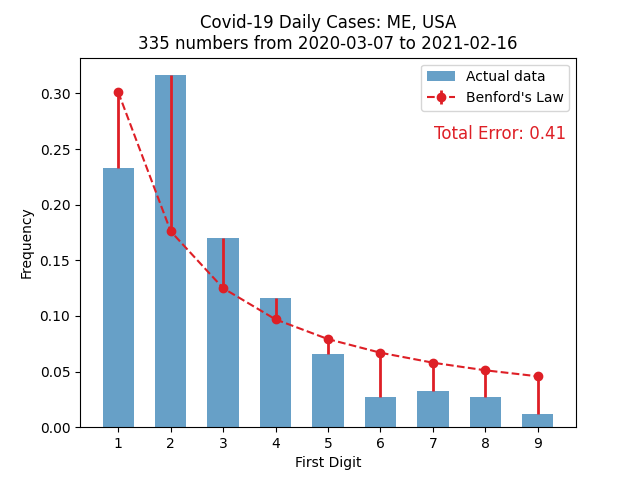 Covid-19 Daily Cases: ME, USA
335 numbers from 2020-03-07 to 2021-02-16
Actual data
Benford's Law
Total Error: 0.41
0.30
0.25
0.20
0.15
0.10
0.05
0.00
Frequency
1 2 3 4 5 6 7 8 9
First Digit